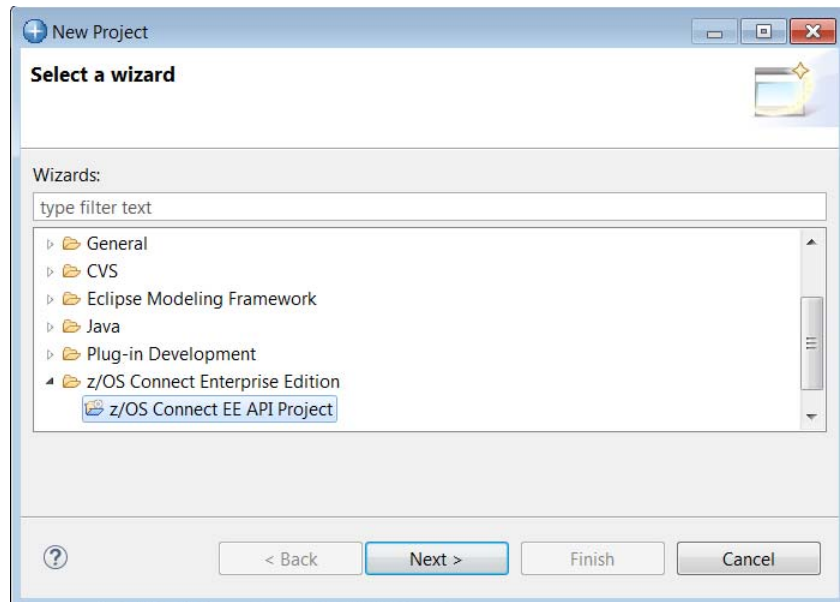 New Project
Select a wizard
Wizards:
type filter text
General
CVS
Eclipse Modeling Framework
Java
Plug-in Development
z/OS Connect Enterprise Edition
z/OS Connect EE API Project
?
< Back Next > Finish Cancel